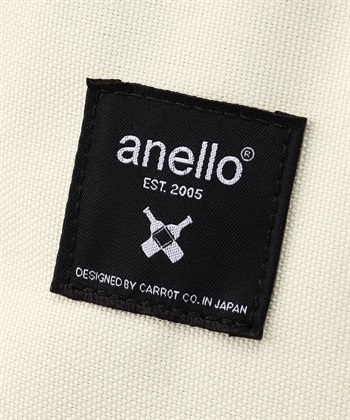 anello®
EST. 2005
DESIGNED BY CARROT CO. IN JAPAN